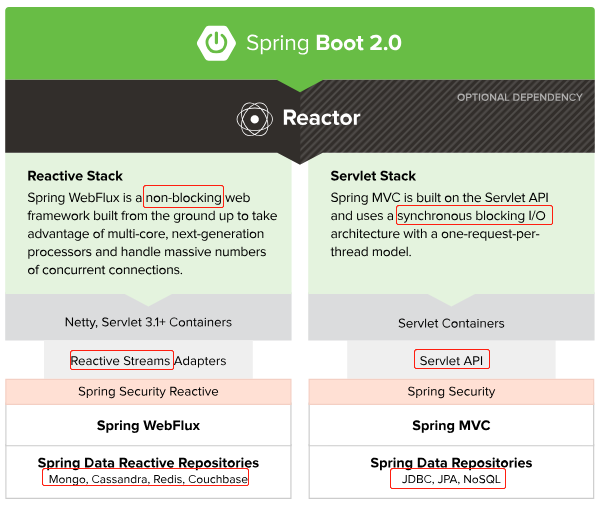 Spring Boot 2.0
OPTIONAL DEPENDENCY
Reactor
Reactive Stack
Spring WebFlux is a non-blocking web
framework built from the ground up to take
advantage of multi-core, next-generation
processors and handle massive numbers
of concurrent connections.
Servlet Stack
Spring MVC is built on the Servlet API
and uses a synchronous blocking I/O
architecture with a one-request-per-
thread model.
Netty, Servlet 3.1+ Containers
Servlet Containers
Reactive Streams Adapters
Servlet API
Spring Security Reactive
Spring Security
Spring WebFlux
Spring MVC
Spring Data Reactive Repositories
Mongo, Cassandra, Redis, Couchbase
Spring Data Repositories
JDBC, JPA, NoSQL